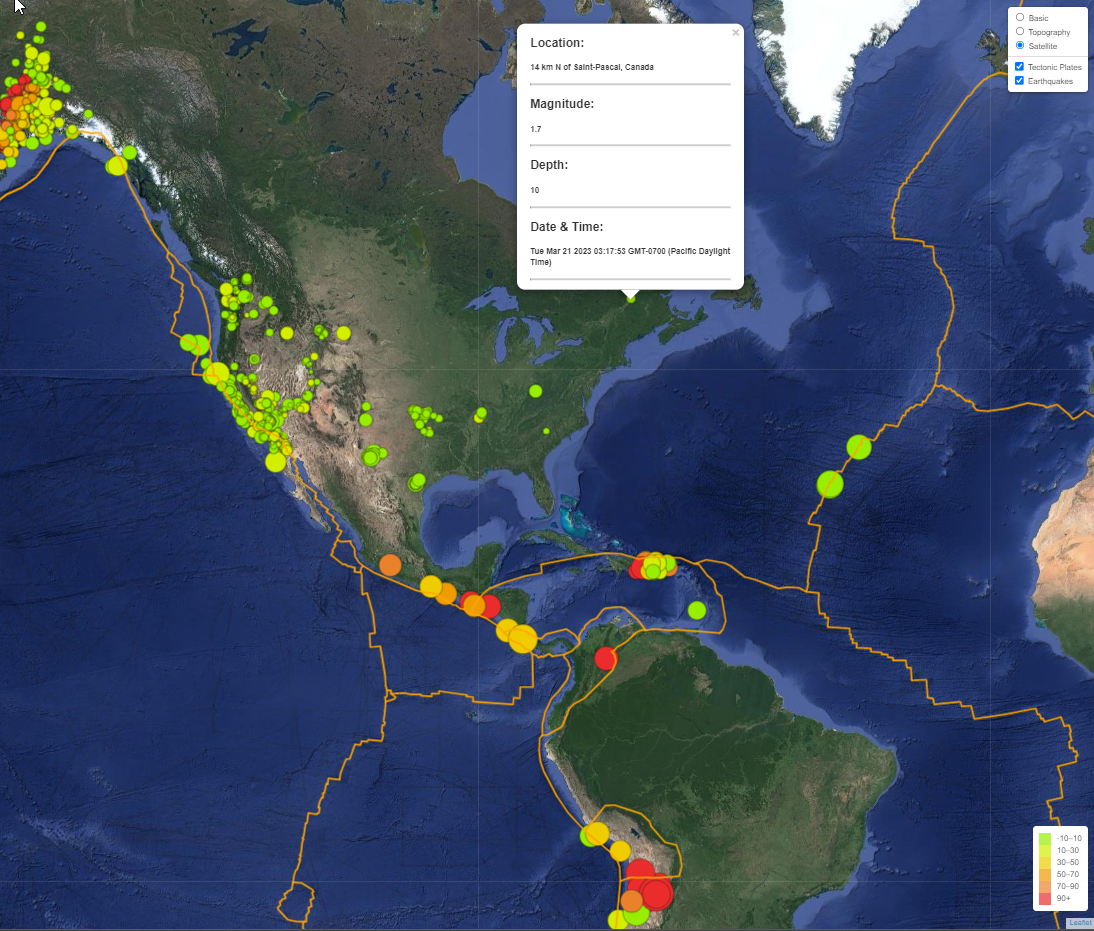 Location:
×
14 km N of Saint-Pascal, Canada
Magnitude:
1.7
Depth:
10
Date & Time:
Tue Mar 21 2023 03:17:53 GMT-0700 (Pacific Daylight
Time)
Basic
Topography
Satellite
Tectonic Plates
Earthquakes
-10–10
10–30
30–50
50–70
70–90
90+
Leaflet